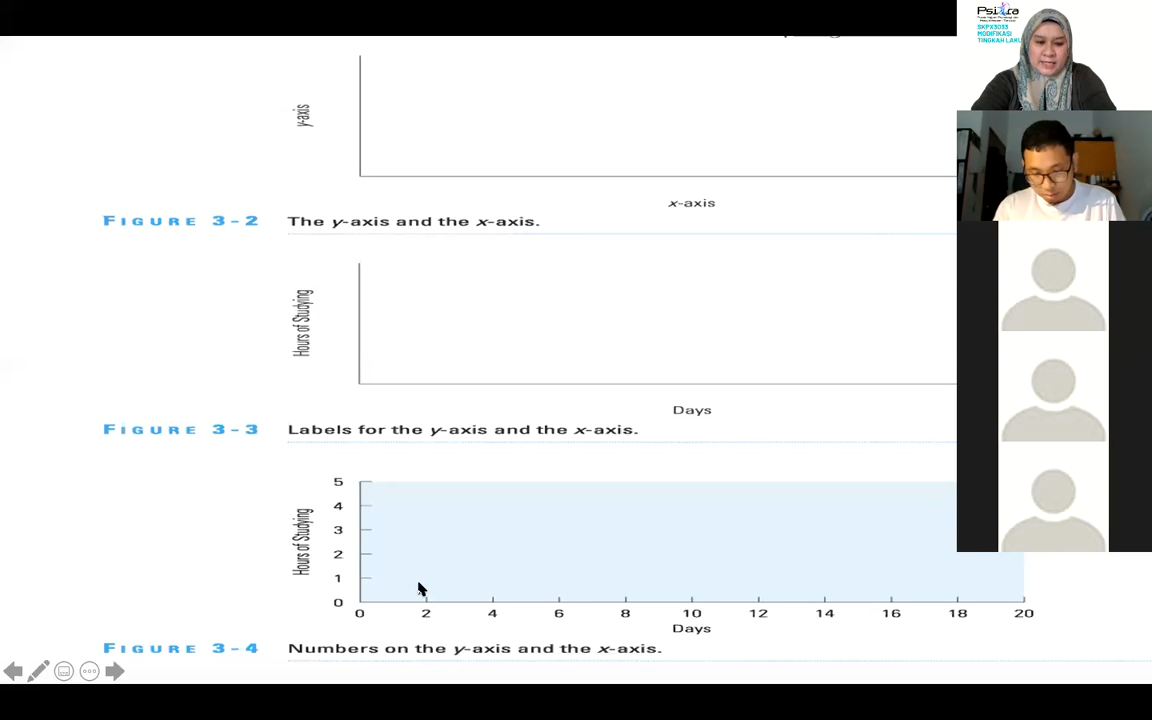 Psitra
SKPX3033
MODIFIKASI
TINGKAH LAKU
y-axis
x-axis
FIGURE 3-2 The y-axis and the x-axis.
Hours of Studying
Days
FIGURE 3-3 Labels for the y-axis and the x-axis.
5
4
3
2
1
0
Hours of Studying
0 2 4 6 8 10 12 14 16 18 20
Days
FIGURE 3-4 Numbers on the y-axis and the x-axis.